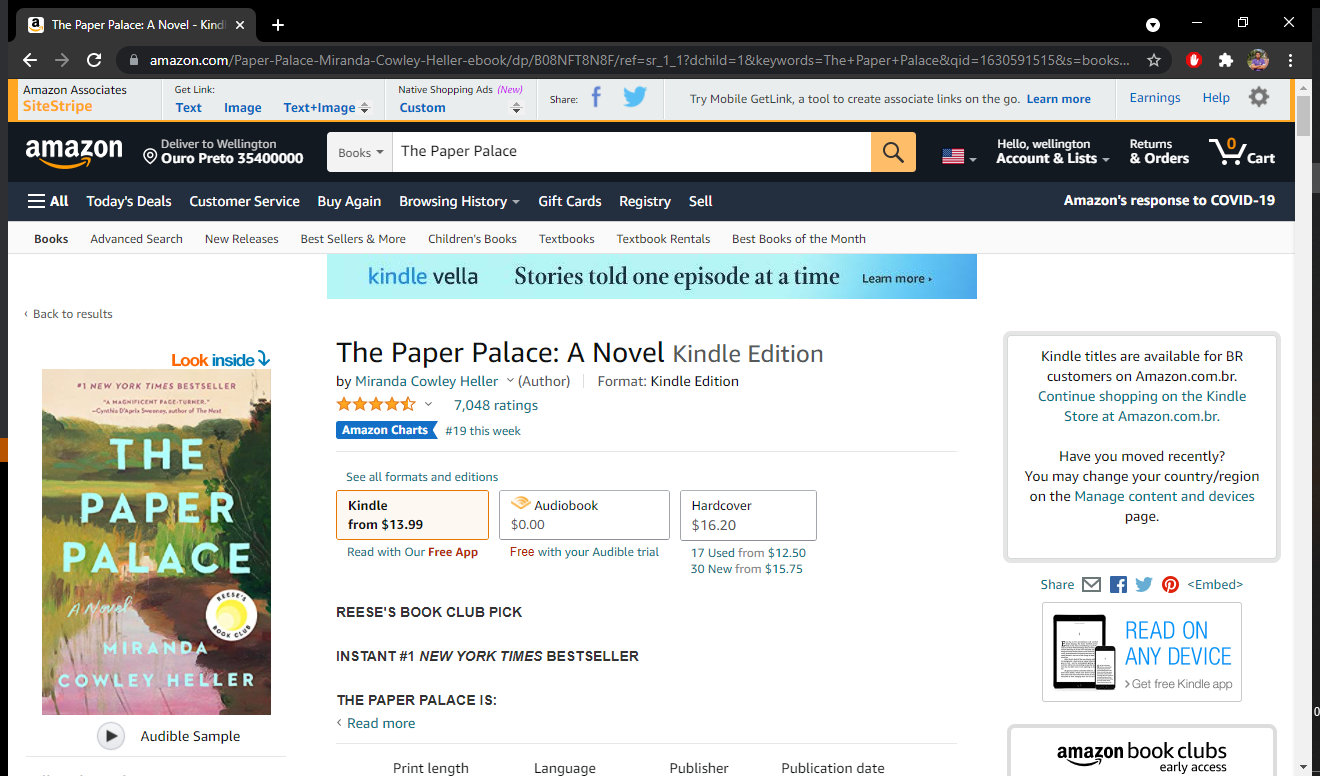 The Paper Palace: A Novel - Kindl
amazon.com/Paper-Palace-Miranda-Cowley-Heller-ebook/dp/B08NFT8N8F/ref=sr_1_1?dchild=1&keywords=The+Paper+Palace&qid=1630591515&s=books...
Amazon Associates
SiteStripe
Get Link:
Text Image Text+Image
Native Shopping Ads (New)
Custom
Share:
Try Mobile GetLink, a tool to create associate links on the go. Learn more
Earnings Help
amazon
Deliver to Wellington
Ouro Preto 35400000
Books
The Paper Palace
Hello, wellington
Account & Lists
Returns
& Orders
0
Cart
All Today's Deals Customer Service Buy Again Browsing History Gift Cards Registry Sell
Amazon's response to COVID-19
Books Advanced Search New Releases Best Sellers & More Children's Books Textbooks Textbook Rentals Best Books of the Month
kindle vella Stories told one episode at a time Learn more ›
‹ Back to results
Look inside
#1 NEW YORK TIMES BESTSELLER
"A MAGNIFICENT PAGE-TURNER."
—Cynthia D'Aprix Sweeney, author of The Nest
THE
PAPER
PALACE
A Novel
REESE'S
BOOK CLUB
MIRANDA
COWLEY HELLER
Audible Sample
The Paper Palace: A Novel Kindle Edition
by Miranda Cowley Heller (Author) Format: Kindle Edition
7,048 ratings
Amazon Charts #19 this week
See all formats and editions
Kindle
from $13.99
Read with Our Free App
Audiobook
$0.00
Free with your Audible trial
Hardcover
$16.20
17 Used from $12.50
30 New from $15.75
REESE'S BOOK CLUB PICK
INSTANT #1 NEW YORK TIMES BESTSELLER
THE PAPER PALACE IS:
‹ Read more
Print length Language Publisher Publication date
Kindle titles are available for BR
customers on Amazon.com.br.
Continue shopping on the Kindle
Store at Amazon.com.br.
Have you moved recently?
You may change your country/region
on the Manage content and devices
page.
Share <Embed>
READ ON
ANY DEVICE
› Get free Kindle app
amazon book clubs
early access